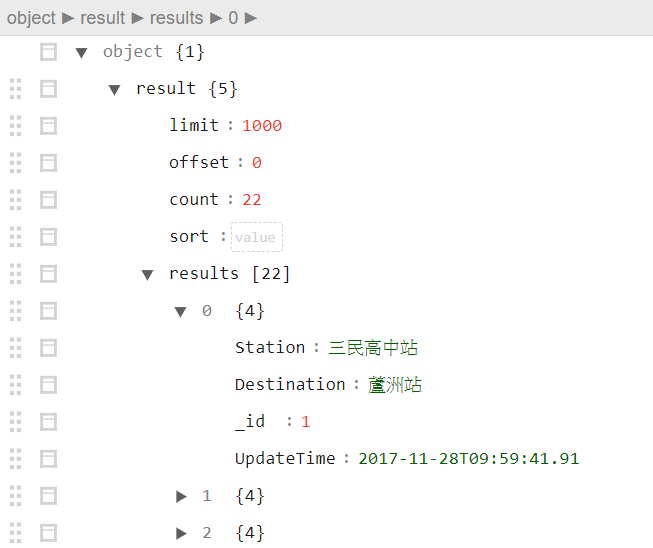 object ▶ result ▶ results ▶ 0 ▶
▼ object {1}
▼ result {5}
limit : 1000
offset : 0
count : 22
sort : value
▼ results [22]
▼ 0 {4}
Station : 三民高中站
Destination : 蘆洲站
_id : 1
UpdateTime : 2017-11-28T09:59:41.91
▶ 1 {4}
▶ 2 {4}